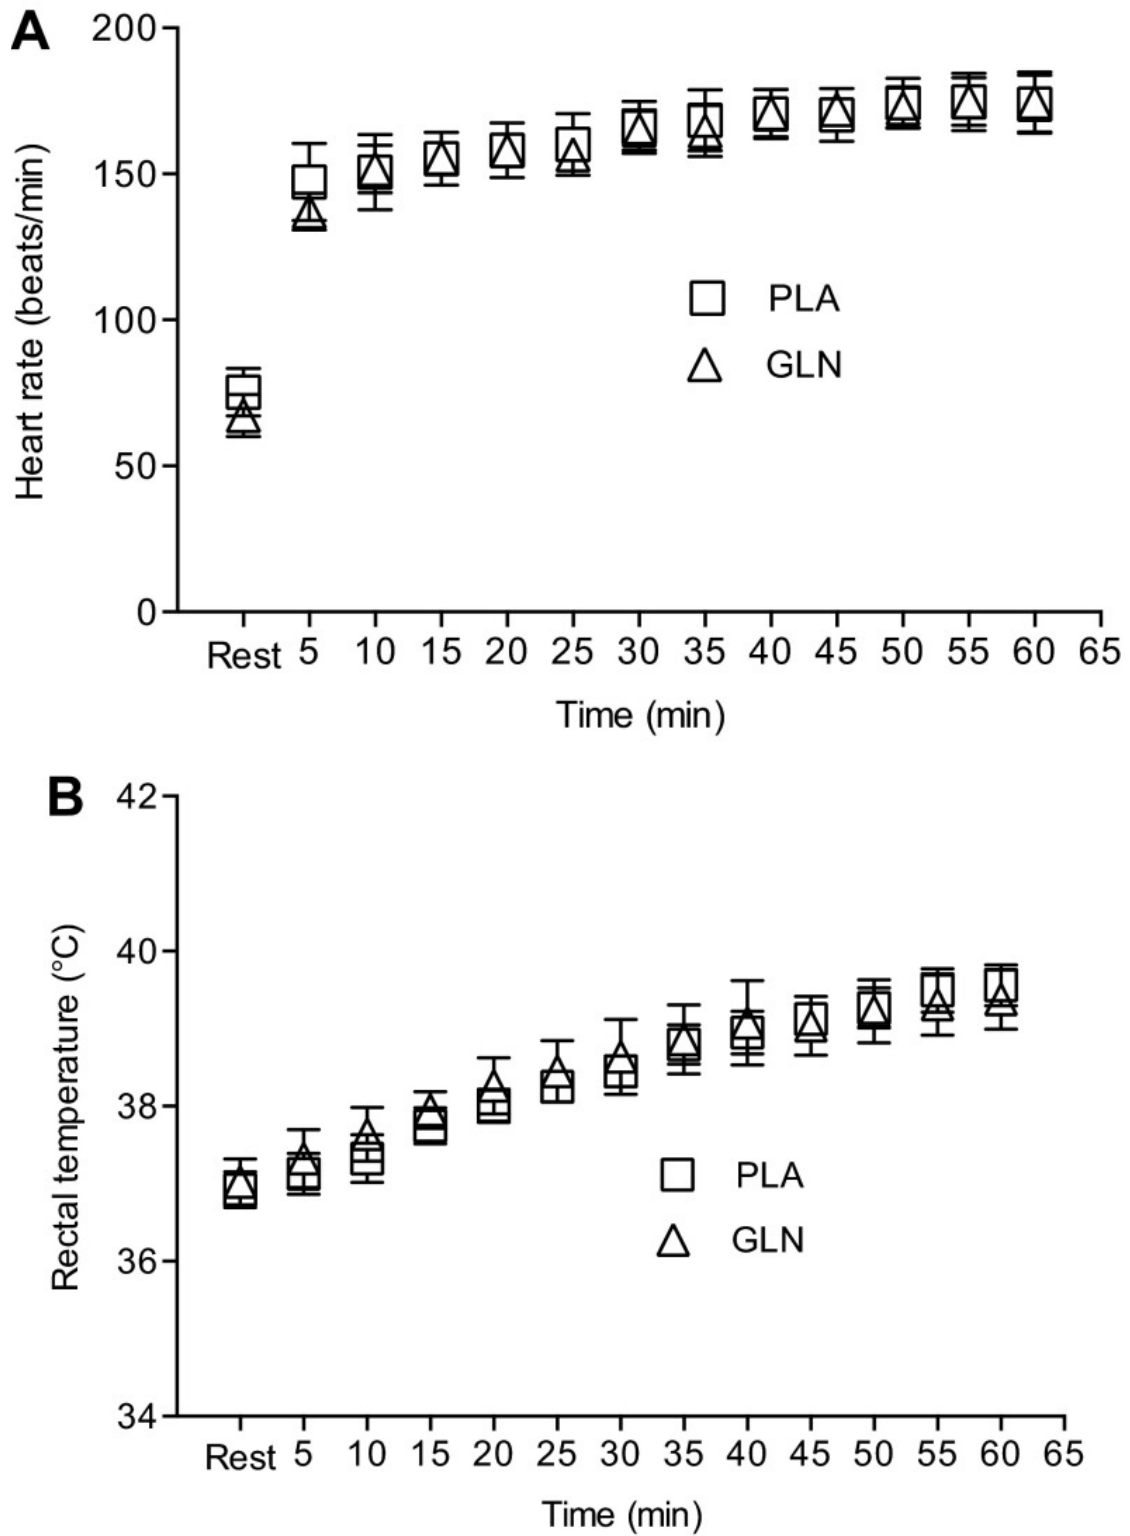 A
200
150
100
50
0
Heart rate (beats/min)
PLA
GLN
Rest 5 10 15 20 25 30 35 40 45 50 55 60 65
Time (min)
B
42
40
38
36
34
Rectal temperature (°C)
PLA
GLN
Rest 5 10 15 20 25 30 35 40 45 50 55 60 65
Time (min)